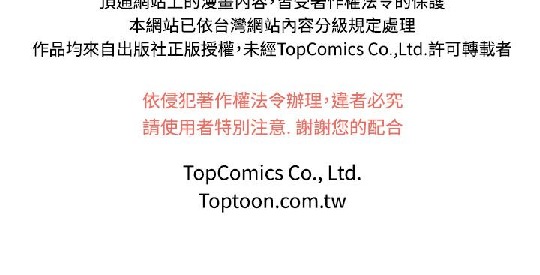 頂通網站上的漫畫內容，皆受著作權法令的保護
本網站已依台灣網站內容分級規定處理
作品均來自出版社正版授權，未經TopComics Co.,Ltd.許可轉載者
依侵犯著作權法令辦理，違者必究
請使用者特別注意. 謝謝您的配合
TopComics Co., Ltd.
Toptoon.com.tw